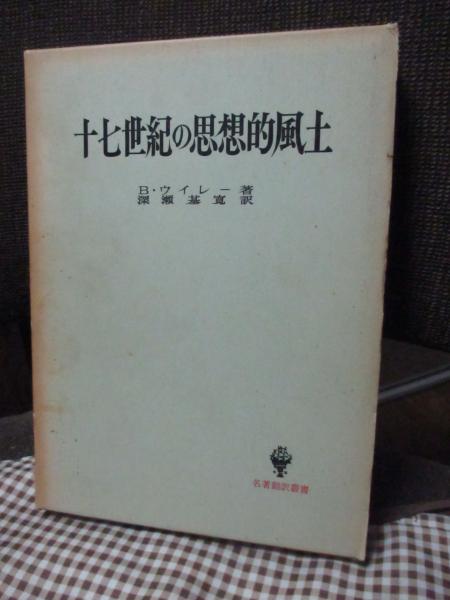 十七世紀の思想的風土
B・ウイレー著
深瀬基寛訳
名著翻訳叢書